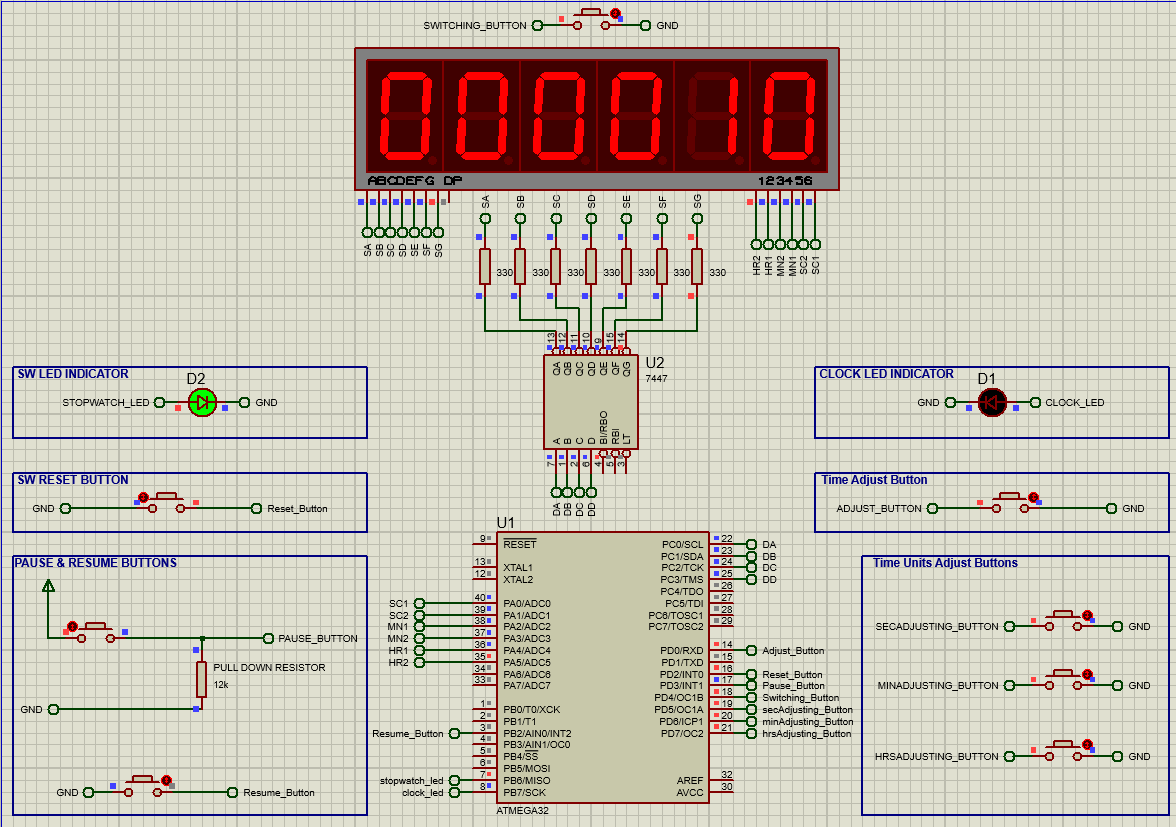 SWITCHING_BUTTON GND
000010
ABCDEFG DP 123456
SA SB SC SD SE SF SG
SA SB SC SD SE SF SG
HR2 HR1 MN2 MN1 SC2 SC1
330 330 330 330 330 330 330
13 12 11 10 9 15 14
QA QB QC QD QE QF QG
U2
7447
A B C D BI/RBO RBI LT
7 1 2 6 4 5 3
DA DB DC DD
SW LED INDICATOR
D2
STOPWATCH_LED GND
CLOCK LED INDICATOR
D1
GND CLOCK_LED
SW RESET BUTTON
GND Reset_Button
Time Adjust Button
ADJUST_BUTTON GND
PAUSE & RESUME BUTTONS
PAUSE_BUTTON
PULL DOWN RESISTOR
12k
GND
GND Resume_Button
U1
9 RESET
13 XTAL1
12 XTAL2
SC1 40 PA0/ADC0
SC2 39 PA1/ADC1
MN1 38 PA2/ADC2
MN2 37 PA3/ADC3
HR1 36 PA4/ADC4
HR2 35 PA5/ADC5
34 PA6/ADC6
33 PA7/ADC7
1 PB0/T0/XCK
2 PB1/T1
Resume_Button 3 PB2/AIN0/INT2
4 PB3/AIN1/OC0
5 PB4/SS
6 PB5/MOSI
stopwatch_led 7 PB6/MISO
clock_led 8 PB7/SCK
PC0/SCL 22 DA
PC1/SDA 23 DB
PC2/TCK 24 DC
PC3/TMS 25 DD
PC4/TDO 26
PC5/TDI 27
PC6/TOSC1 28
PC7/TOSC2 29
PD0/RXD 14 Adjust_Button
PD1/TXD 15
PD2/INT0 16 Reset_Button
PD3/INT1 17 Pause_Button
PD4/OC1B 18 Switching_Button
PD5/OC1A 19 secAdjusting_Button
PD6/ICP1 20 minAdjusting_Button
PD7/OC2 21 hrsAdjusting_Button
AREF 32
AVCC 30
ATMEGA32
Time Units Adjust Buttons
SECADJUSTING_BUTTON GND
MINADJUSTING_BUTTON GND
HRSADJUSTING_BUTTON GND